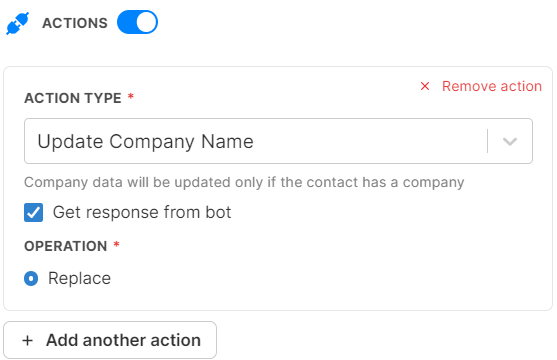 ACTIONS
Remove action
ACTION TYPE *
Update Company Name
Company data will be updated only if the contact has a company
Get response from bot
OPERATION *
Replace
+ Add another action